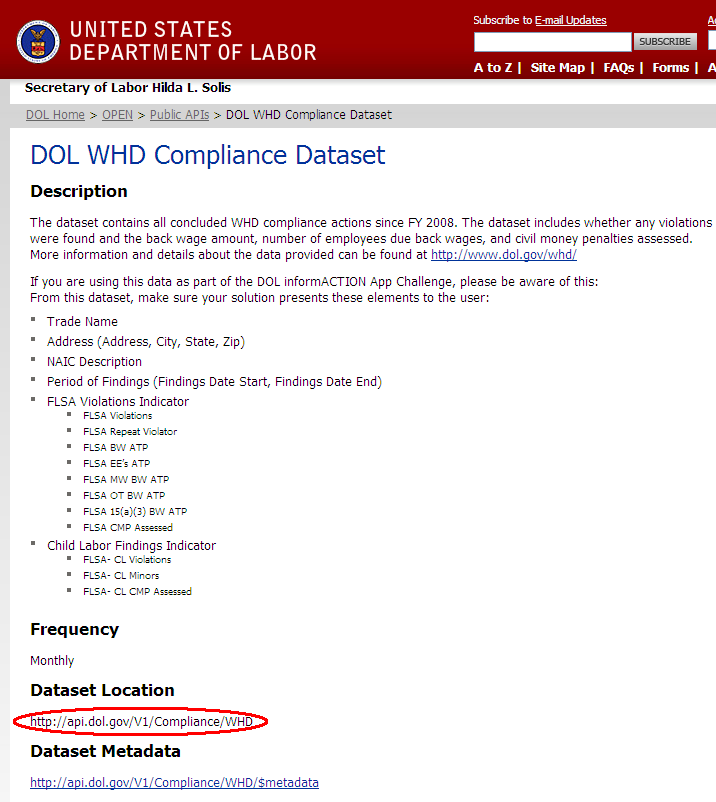 UNITED STATES
DEPARTMENT OF LABOR
Subscribe to E-mail Updates
SUBSCRIBE
A to Z | Site Map | FAQs | Forms |
Secretary of Labor Hilda L. Solis
DOL Home > OPEN > Public APIs > DOL WHD Compliance Dataset
DOL WHD Compliance Dataset
Description
The dataset contains all concluded WHD compliance actions since FY 2008. The dataset includes whether any violations
were found and the back wage amount, number of employees due back wages, and civil money penalties assessed.
More information and details about the data provided can be found at http://www.dol.gov/whd/
If you are using this data as part of the DOL informACTION App Challenge, please be aware of this:
From this dataset, make sure your solution presents these elements to the user:
Trade Name
Address (Address, City, State, Zip)
NAIC Description
Period of Findings (Findings Date Start, Findings Date End)
FLSA Violations Indicator
FLSA Violations
FLSA Repeat Violator
FLSA BW ATP
FLSA EE's ATP
FLSA MW BW ATP
FLSA OT BW ATP
FLSA 15(a)(3) BW ATP
FLSA CMP Assessed
Child Labor Findings Indicator
FLSA- CL Violations
FLSA- CL Minors
FLSA- CL CMP Assessed
Frequency
Monthly
Dataset Location
http://api.dol.gov/V1/Compliance/WHD
Dataset Metadata
http://api.dol.gov/V1/Compliance/WHD/$metadata